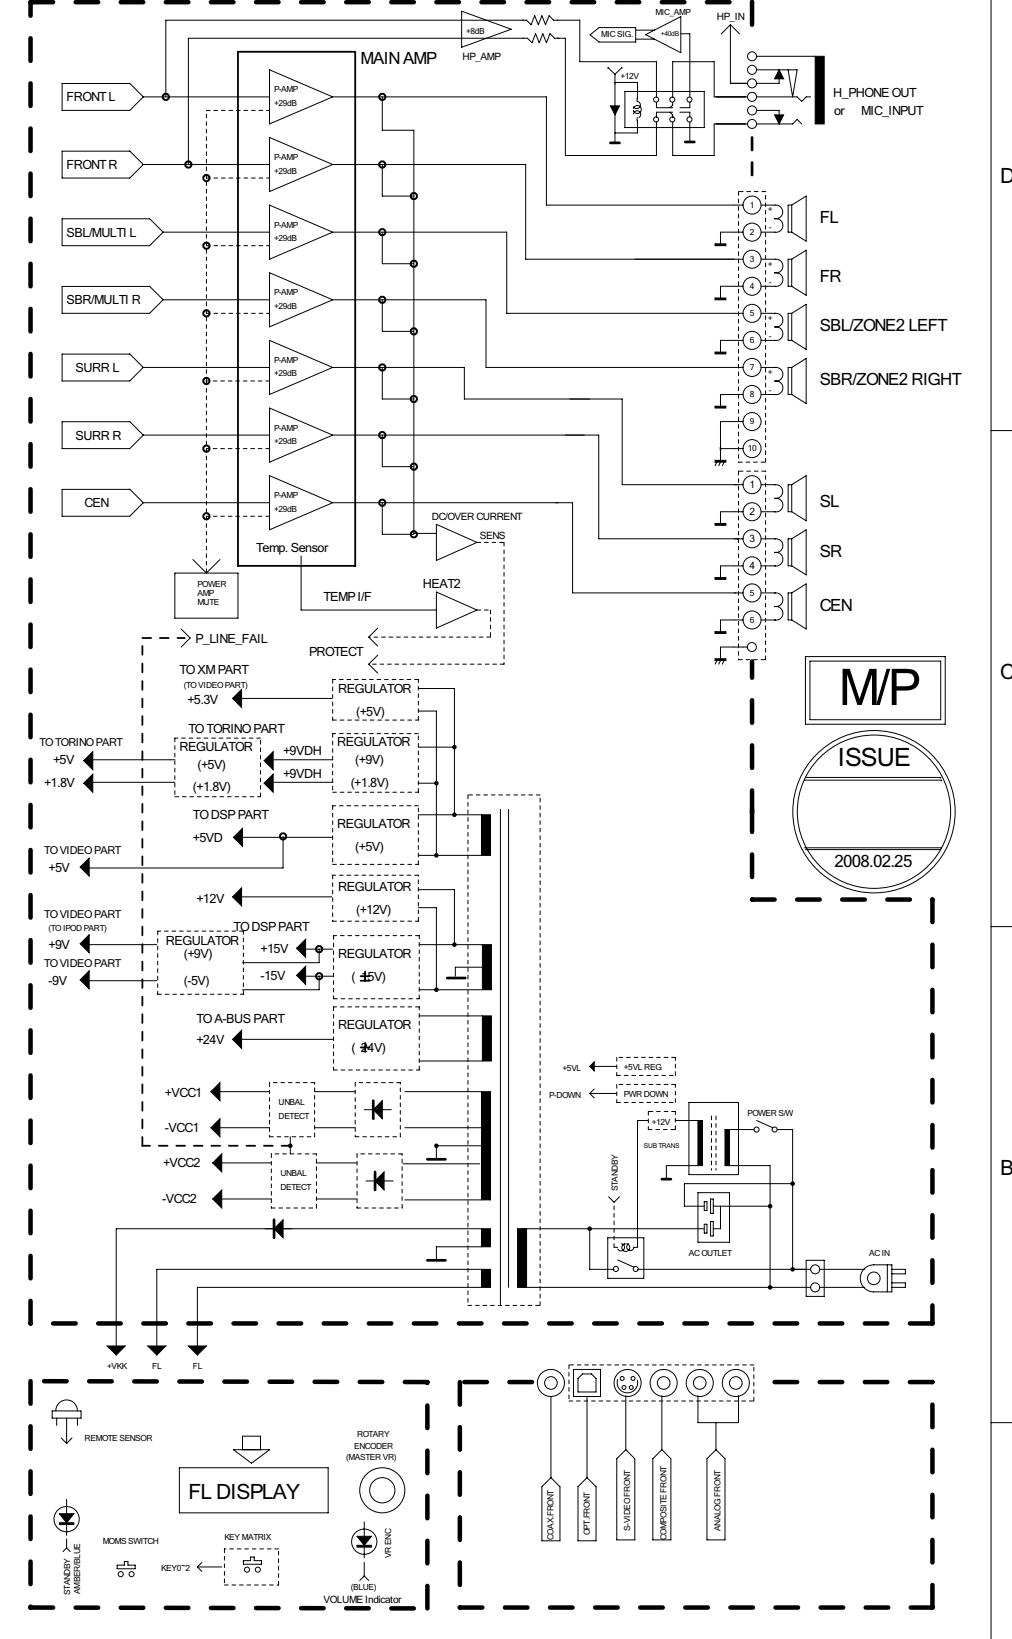 MIC_AMP
HP_IN
+8dB
MIC SIG.
+40dB
HP_AMP
MAIN AMP
+12V
H_PHONE OUT
or MIC_INPUT
FRONT L
P-AMP
+29dB
D
FRONT R
P-AMP
+29dB
SBL/MULTI L
P-AMP
+29dB
SBR/MULTI R
P-AMP
+29dB
SURR L
P-AMP
+29dB
SURR R
P-AMP
+29dB
CEN
P-AMP
+29dB
1
+
FL
2
-
3
+
FR
4
-
5
+
SBL/ZONE2 LEFT
6
-
7
+
SBR/ZONE2 RIGHT
8
-
9
10
1
SL
2
3
SR
4
5
CEN
6
DC/OVER CURRENT
SENS
Temp. Sensor
POWER
AMP
MUTE
TEMP I/F
HEAT2
P_LINE_FAIL
PROTECT
TO XM PART
(TO VIDEO PART)
+5.3V
REGULATOR
(+5V)
M/P
C
TO TORINO PART
TO TORINO PART
+5V
+1.8V
REGULATOR
(+5V)
(+1.8V)
+9VDH
+9VDH
REGULATOR
(+9V)
(+1.8V)
ISSUE
2008.02.25
TO DSP PART
+5VD
REGULATOR
(+5V)
TO VIDEO PART
+5V
+12V
REGULATOR
(+12V)
TO VIDEO PART
(TO IPOD PART)
+9V
TO VIDEO PART
-9V
REGULATOR
(+9V)
(-5V)
TO DSP PART
+15V
-15V
REGULATOR
(±15V)
TO A-BUS PART
+24V
REGULATOR
(+24V)
+5VL
+5VL REG
P-DOWN
PWR DOWN
+VCC1
-VCC1
UNBAL
DETECT
+VCC2
-VCC2
UNBAL
DETECT
+12V
SUB TRANS
POWER S/W
B
STANDBY
AC OUTLET
AC IN
+VKK
FL
FL
REMOTE SENSOR
ROTARY
ENCODER
(MASTER VR)
FL DISPLAY
STANDBY
AMBER/BLUE
MOMS SWITCH
KEY0~2
KEY MATRIX
VR ENC
(BLUE)
VOLUME Indicator
COAX.FRONT
OPT.FRONT
S-VIDEO FRONT
COMPOSITE FRONT
ANALOG FRONT